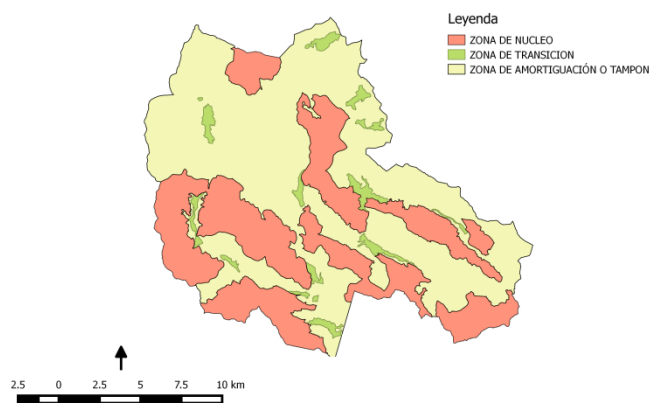 Leyenda
ZONA DE NUCLEO
ZONA DE TRANSICION
ZONA DE AMORTIGUACIÓN O TAMPON
2.5 0 2.5 5 7.5 10 km